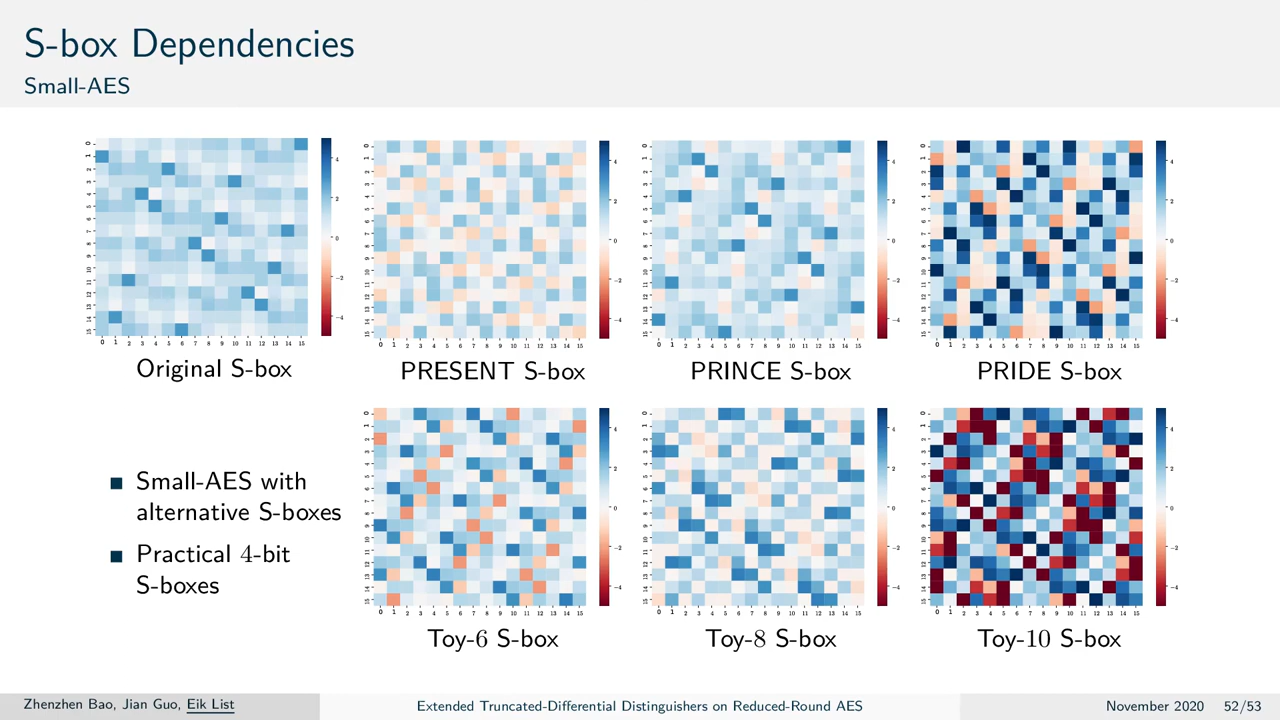 S-box Dependencies
Small-AES
Original S-box
PRESENT S-box
PRINCE S-box
PRIDE S-box
Small-AES with
alternative S-boxes
Practical 4-bit
S-boxes
Toy-6 S-box
Toy-8 S-box
Toy-10 S-box
Zhenzhen Bao, Jian Guo, Eik List
Extended Truncated-Differential Distinguishers on Reduced-Round AES
November 2020
52/53